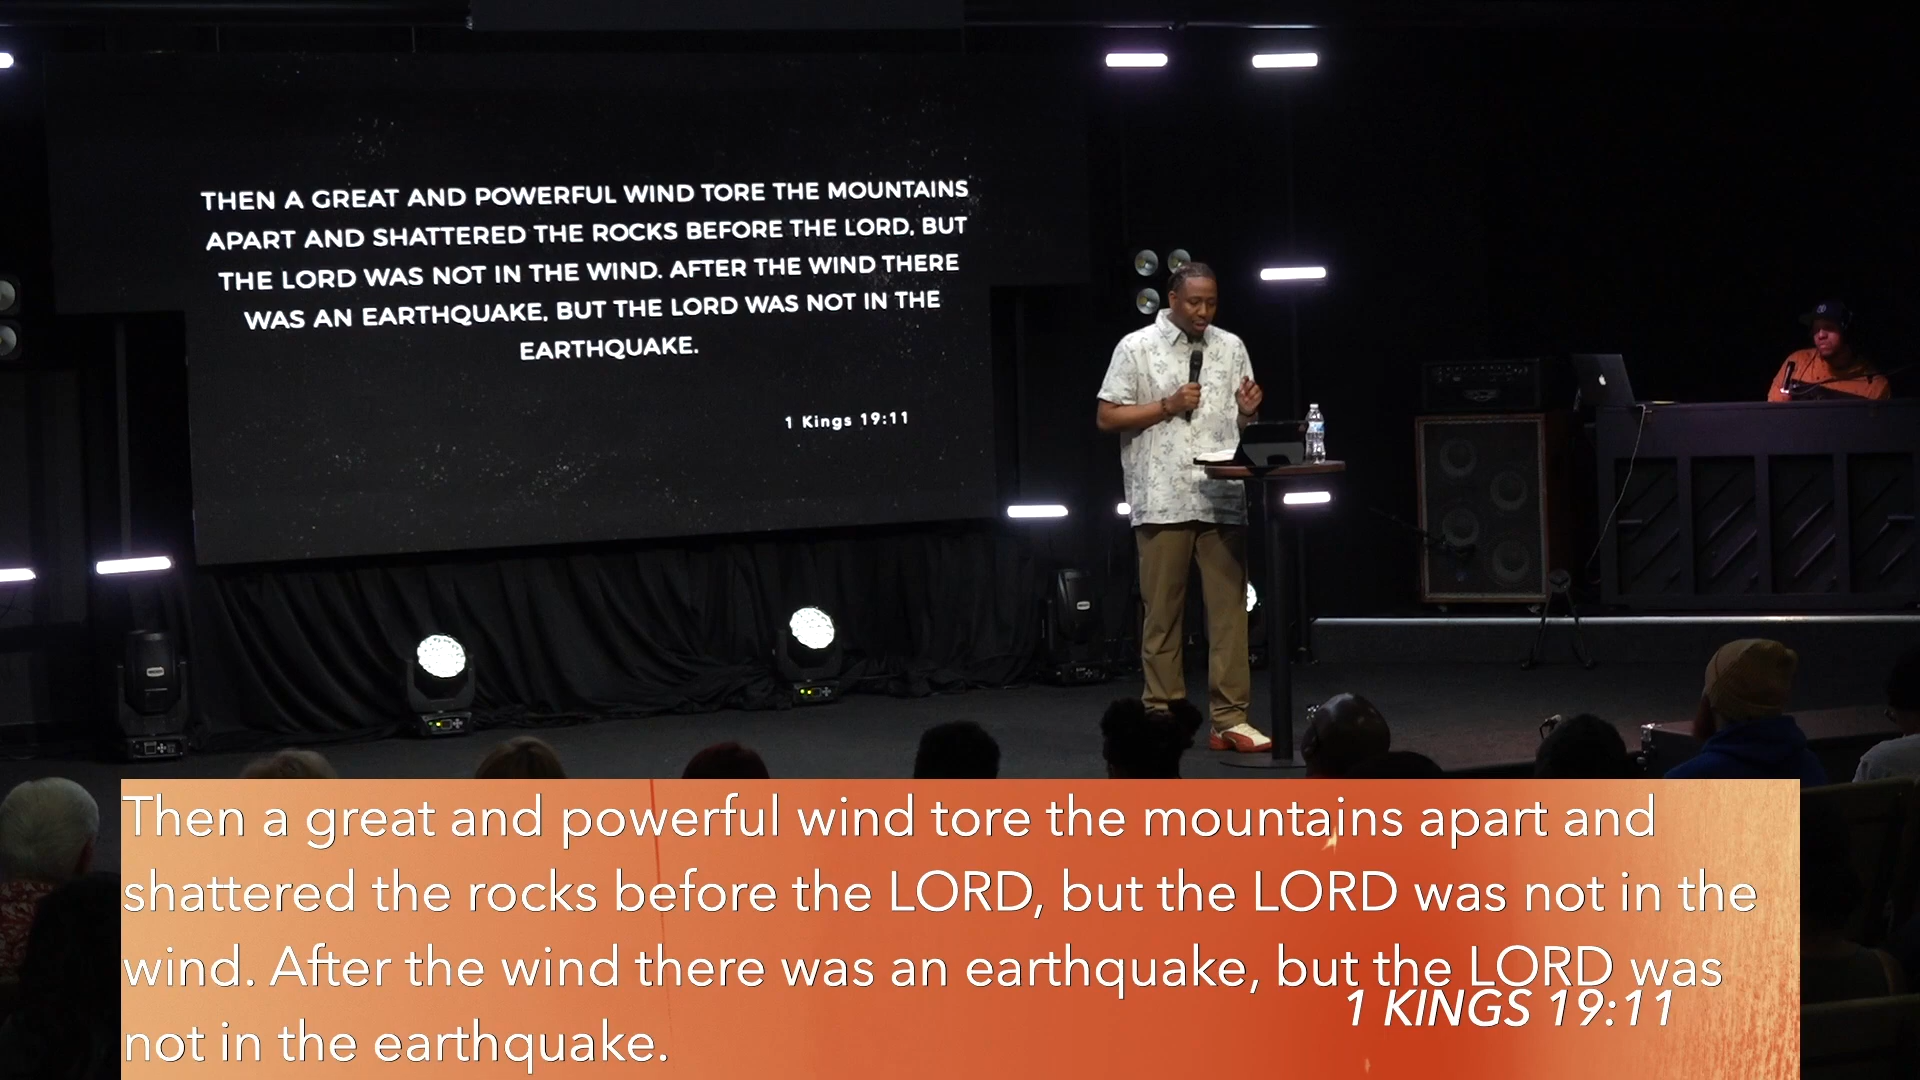 THEN A GREAT AND POWERFUL WIND TORE THE MOUNTAINS
APART AND SHATTERED THE ROCKS BEFORE THE LORD, BUT
THE LORD WAS NOT IN THE WIND. AFTER THE WIND THERE
WAS AN EARTHQUAKE, BUT THE LORD WAS NOT IN THE
EARTHQUAKE.
1 Kings 19:11
Then a great and powerful wind tore the mountains apart and
shattered the rocks before the LORD, but the LORD was not in the
wind. After the wind there was an earthquake, but the LORD was
1 KINGS 19:11
not in the earthquake.